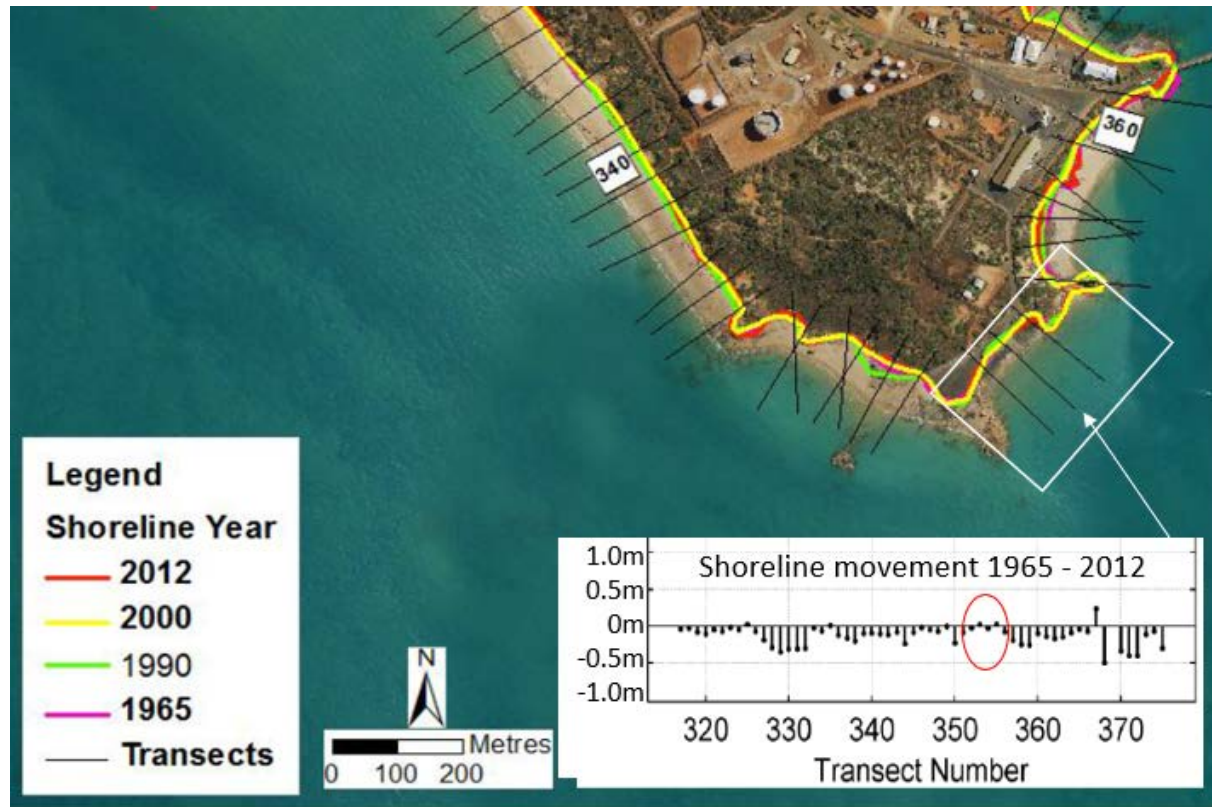 340
360
Legend
Shoreline Year
2012
2000
1990
1965
Transects
N
Metres
0 100 200
Shoreline movement 1965 - 2012
1.0m
0.5m
0m
-0.5m
-1.0m
320 330 340 350 360 370
Transect Number